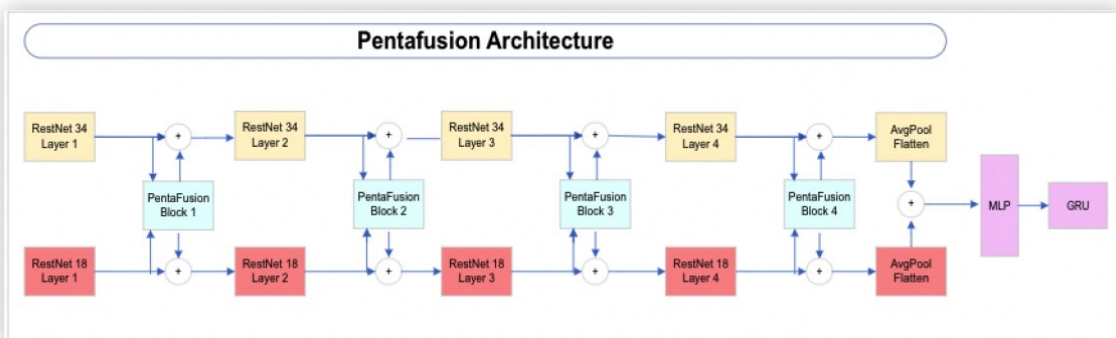 Pentafusion Architecture
RestNet 34
Layer 1
+
RestNet 34
Layer 2
+
RestNet 34
Layer 3
+
RestNet 34
Layer 4
+
AvgPool
Flatten
PentaFusion
Block 1
PentaFusion
Block 2
PentaFusion
Block 3
PentaFusion
Block 4
+
MLP
GRU
RestNet 18
Layer 1
+
RestNet 18
Layer 2
+
RestNet 18
Layer 3
+
RestNet 18
Layer 4
+
AvgPool
Flatten